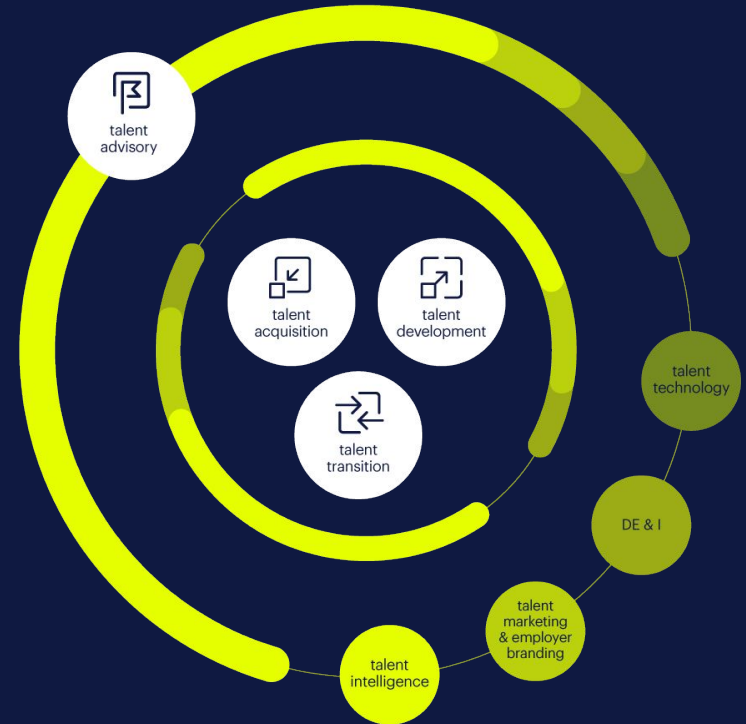 talent
advisory
talent
acquisition
talent
development
talent
transition
talent
technology
DE & I
talent
marketing
& employer
branding
talent
intelligence